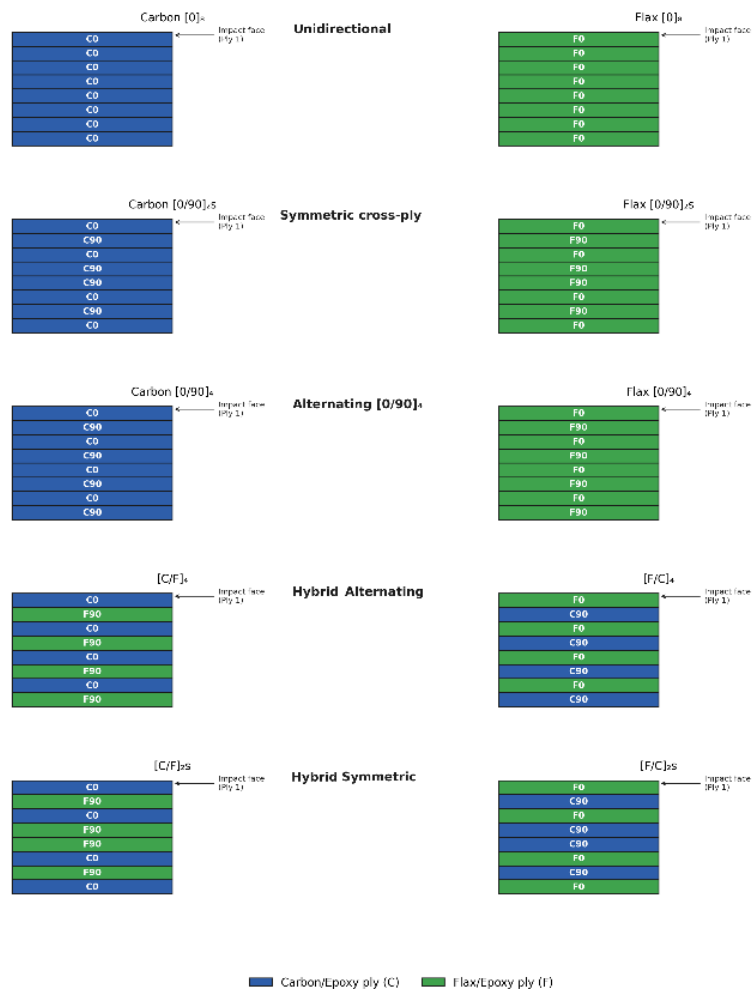 Carbon [0]₈
Impact face
(Ply 1)
Unidirectional
Flax [0]₈
Impact face
(Ply 1)
C0
C0
C0
C0
C0
C0
C0
C0
F0
F0
F0
F0
F0
F0
F0
F0
Carbon [0/90]₂s
Impact face
(Ply 1)
Symmetric cross-ply
Flax [0/90]₂s
Impact face
(Ply 1)
C0
C90
C0
C90
C90
C0
C90
C0
F0
F90
F0
F90
F90
F0
F90
F0
Carbon [0/90]₄
Impact face
(Ply 1)
Alternating [0/90]₄
Flax [0/90]₄
Impact face
(Ply 1)
C0
C90
C0
C90
C0
C90
C0
C90
F0
F90
F0
F90
F0
F90
F0
F90
[C/F]₄
Impact face
(Ply 1)
Hybrid Alternating
[F/C]₄
Impact face
(Ply 1)
C0
F90
C0
F90
C0
F90
C0
F90
F0
C90
F0
C90
F0
C90
F0
C90
[C/F]₂s
Impact face
(Ply 1)
Hybrid Symmetric
[F/C]₂s
Impact face
(Ply 1)
C0
F90
C0
F90
F90
C0
F90
C0
F0
C90
F0
C90
C90
F0
C90
F0
Carbon/Epoxy ply (C)
Flax/Epoxy ply (F)